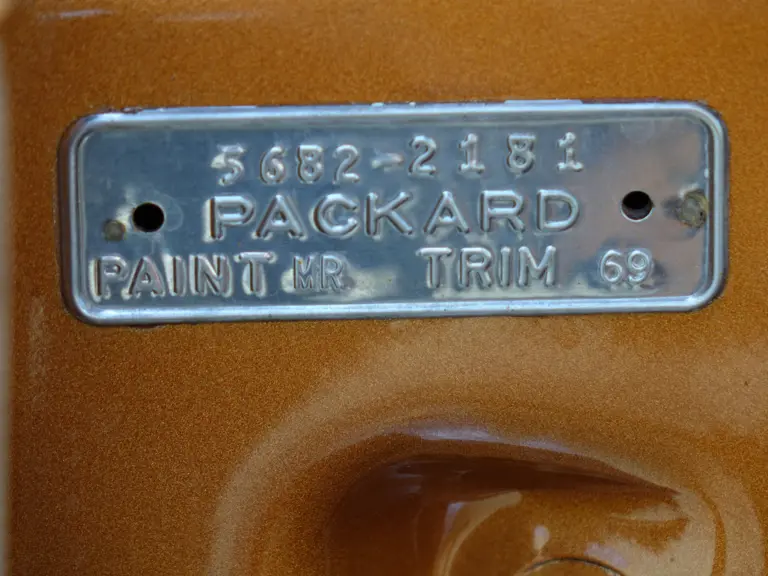 5682-2181
PACKARD
PAINT MR TRIM 69